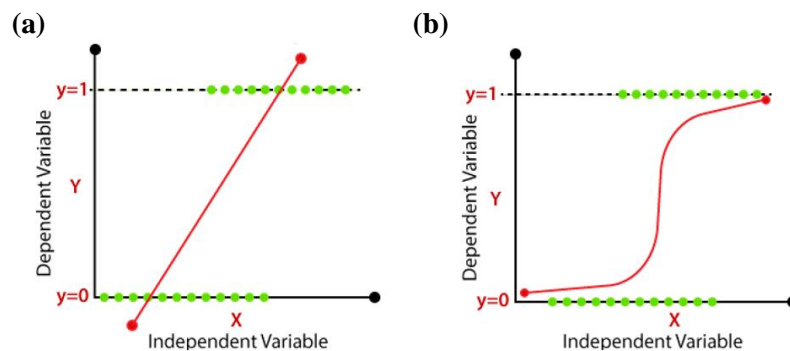 (a)
y=1
Dependent Variable
Y
y=0
X
Independent Variable
(b)
y=1
Dependent Variable
Y
y=0
X
Independent Variable